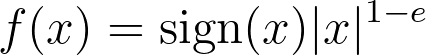 f(x) = sign(x)|x|^{1−e}